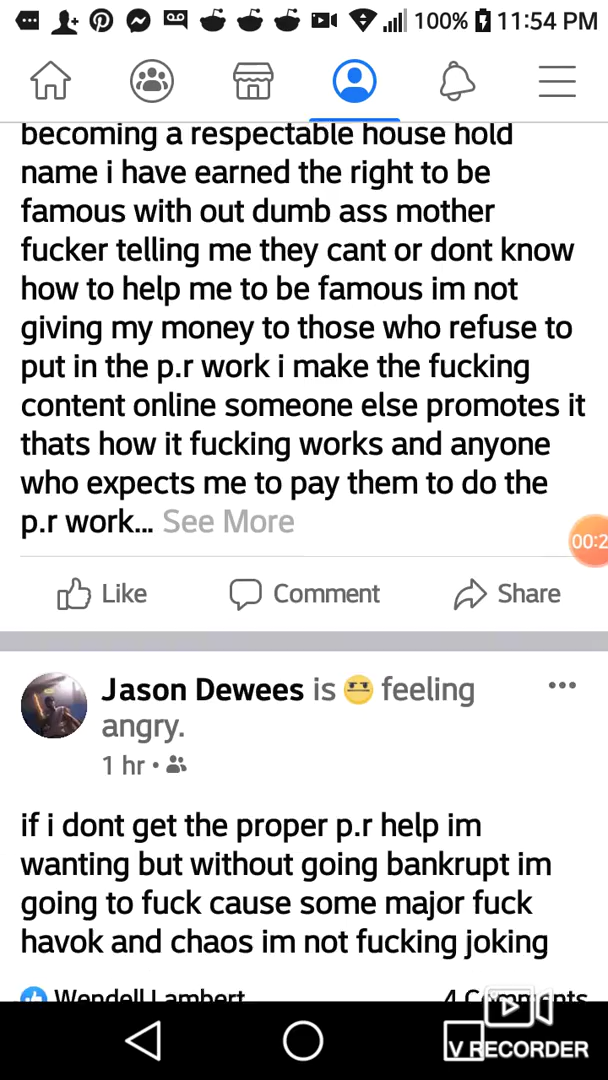 100% 11:54 PM
becoming a respectable house hold
name i have earned the right to be
famous with out dumb ass mother
fucker telling me they cant or dont know
how to help me to be famous im not
giving my money to those who refuse to
put in the p.r work i make the fucking
content online someone else promotes it
thats how it fucking works and anyone
who expects me to pay them to do the
p.r work... See More
00:2
Like Comment Share
Jason Dewees is feeling
angry.
1 hr •
if i dont get the proper p.r help im
wanting but without going bankrupt im
going to fuck cause some major fuck
havok and chaos im not fucking joking
Wendell Lambert 4 Comments
V RECORDER